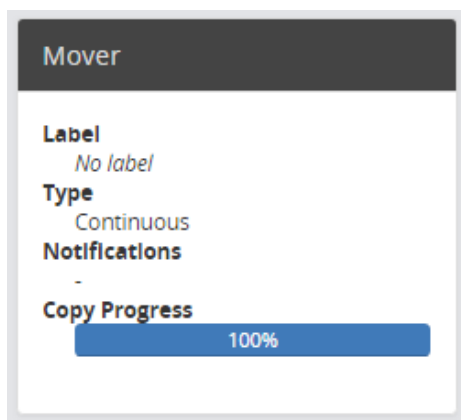 Mover
Label
No label
Type
Continuous
Notifications
-
Copy Progress
100%